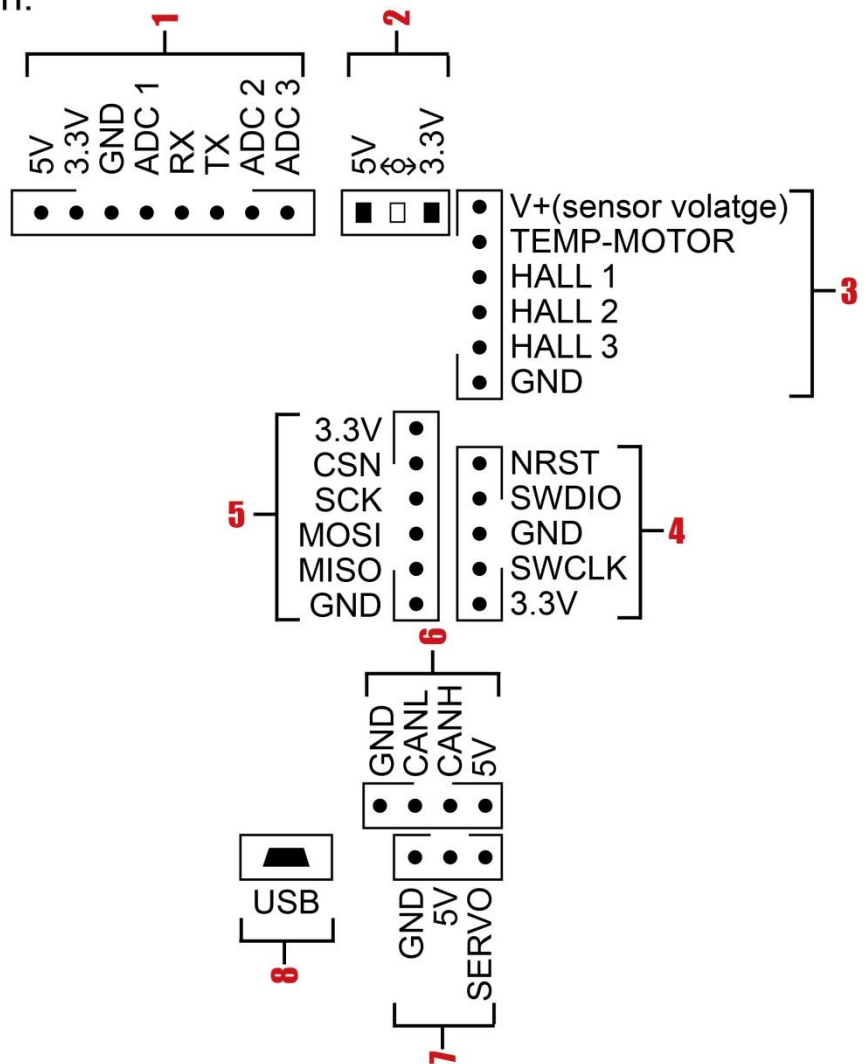 n.
1
2
5V
3.3V
GND
ADC 1
RX
TX
ADC 2
ADC 3
5V
3.3V
V+(sensor volatge)
TEMP-MOTOR
HALL 1
HALL 2
HALL 3
GND
3
5
3.3V
CSN
SCK
MOSI
MISO
GND
NRST
SWDIO
GND
SWCLK
3.3V
4
6
GND
CANL
CANH
5V
USB
8
GND
5V
SERVO
7